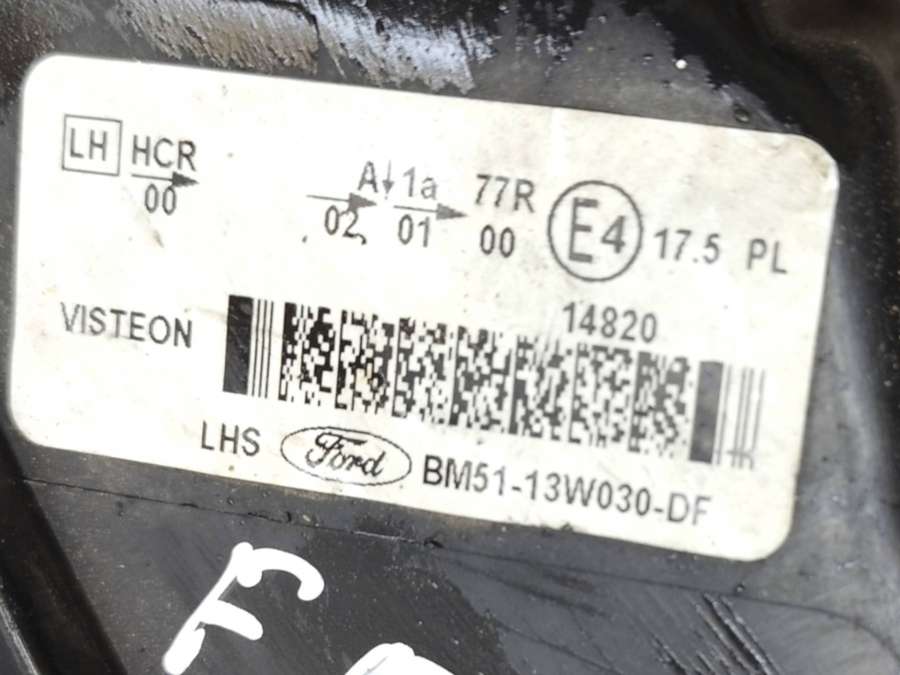 LH HCR A↓1a 77R E4 17.5 PL
00 02 01 00
14820
VISTEON
LHS Ford BM51-13W030-DF